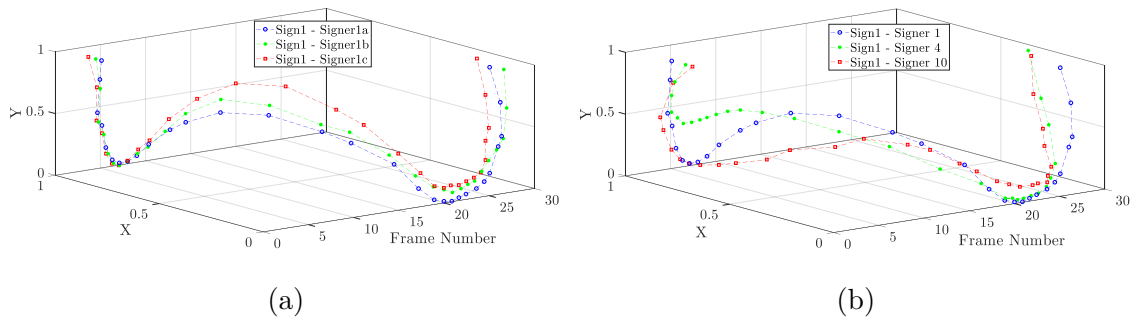 Sign1 - Signer1a
Sign1 - Signer1b
Sign1 - Signer1c
1
0.5
0
Y
1
0.5
0
X
0
5
10
15
20
25
30
Frame Number
(a)
Sign1 - Signer 1
Sign1 - Signer 4
Sign1 - Signer 10
1
0.5
0
Y
1
0.5
0
X
0
5
10
15
20
25
30
Frame Number
(b)